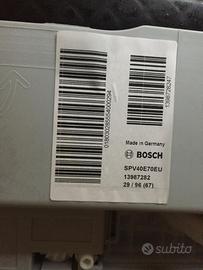 Made in Germany
BOSCH
SPV40E70EU
13967282
29 / 96 (67)
subito